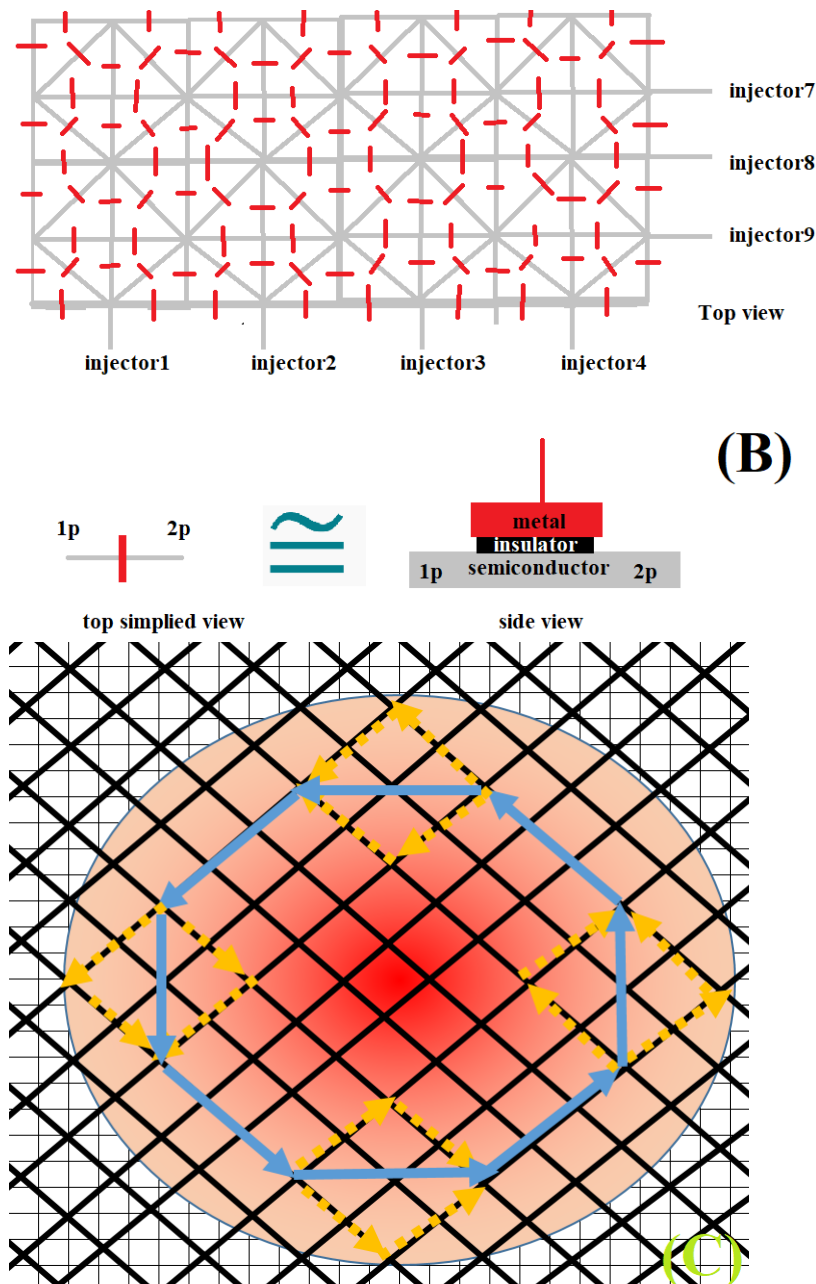 injector7
injector8
injector9
Top view
injector1 injector2 injector3 injector4
(B)
1p 2p
metal
insulator
1p semiconductor 2p
top simplied view side view
(C)